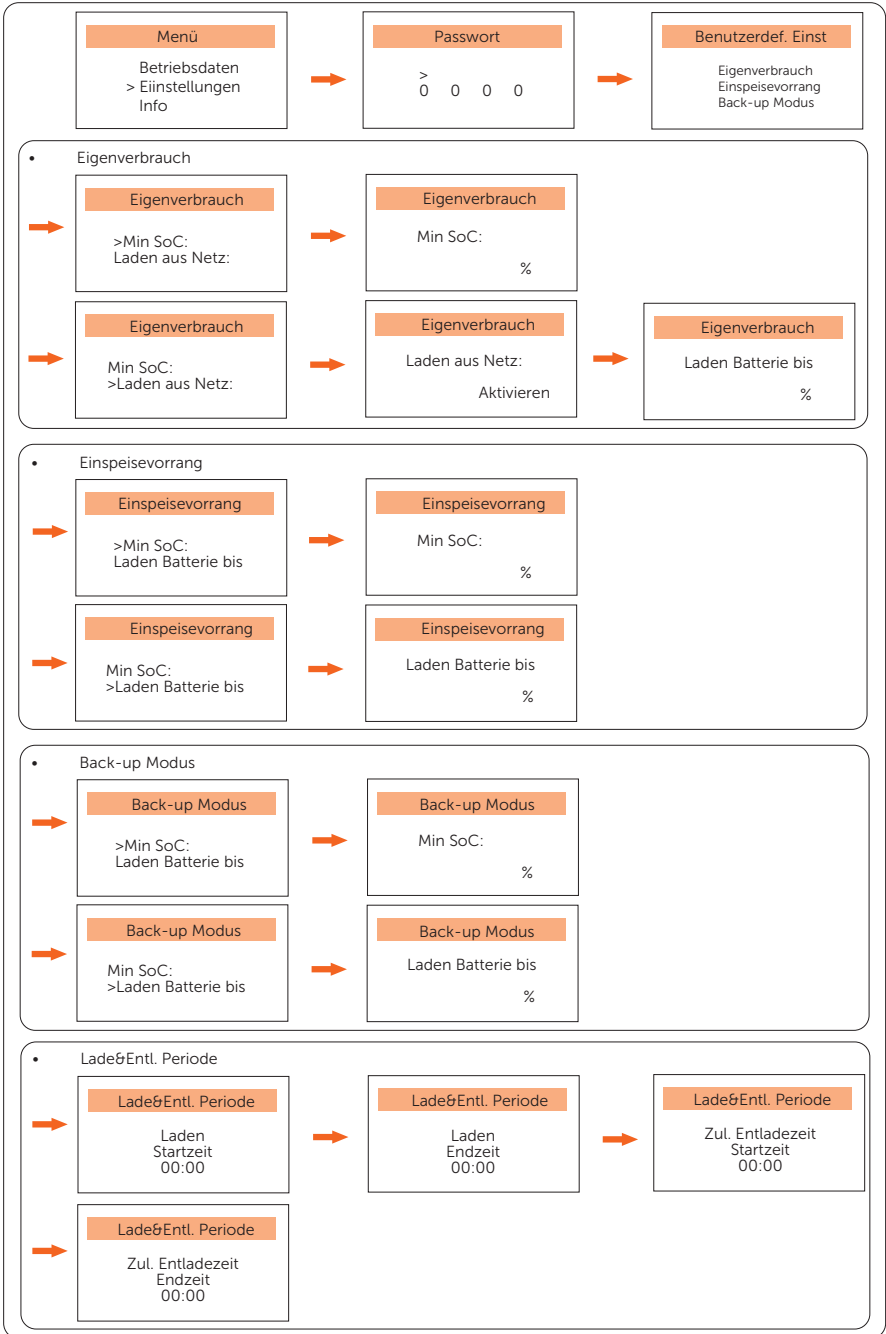 Menü
Betriebsdaten
> Eiinstellungen
Info
Passwort
>
0 0 0 0
Benutzerdef. Einst
Eigenverbrauch
Einspeisevorrang
Back-up Modus
• Eigenverbrauch
Eigenverbrauch
>Min SoC:
Laden aus Netz:
Eigenverbrauch
Min SoC:
%
Eigenverbrauch
Min SoC:
>Laden aus Netz:
Eigenverbrauch
Laden aus Netz:
Aktivieren
Eigenverbrauch
Laden Batterie bis
%
• Einspeisevorrang
Einspeisevorrang
>Min SoC:
Laden Batterie bis
Einspeisevorrang
Min SoC:
%
Einspeisevorrang
Min SoC:
>Laden Batterie bis
Einspeisevorrang
Laden Batterie bis
%
• Back-up Modus
Back-up Modus
>Min SoC:
Laden Batterie bis
Back-up Modus
Min SoC:
%
Back-up Modus
Min SoC:
>Laden Batterie bis
Back-up Modus
Laden Batterie bis
%
• Lade&Entl. Periode
Lade&Entl. Periode
Laden
Startzeit
00:00
Lade&Entl. Periode
Laden
Endzeit
00:00
Lade&Entl. Periode
Zul. Entladezeit
Startzeit
00:00
Lade&Entl. Periode
Zul. Entladezeit
Endzeit
00:00